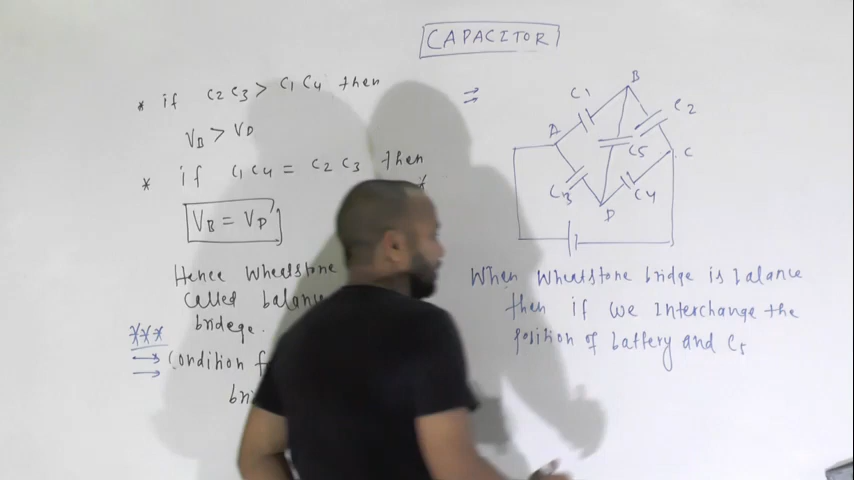 CAPACITOR
* if C2 C3 > C1 C4 then
VB > VD
* if C1 C4 = C2 C3 then
VB = VD
Hence Wheatstone
called balan
bridege.
***
Condition f
bri
B
C1
C2
A
C5
C
C3
C4
D
When Wheatstone bridge is balance
then if we Interchange the
position of battery and C5